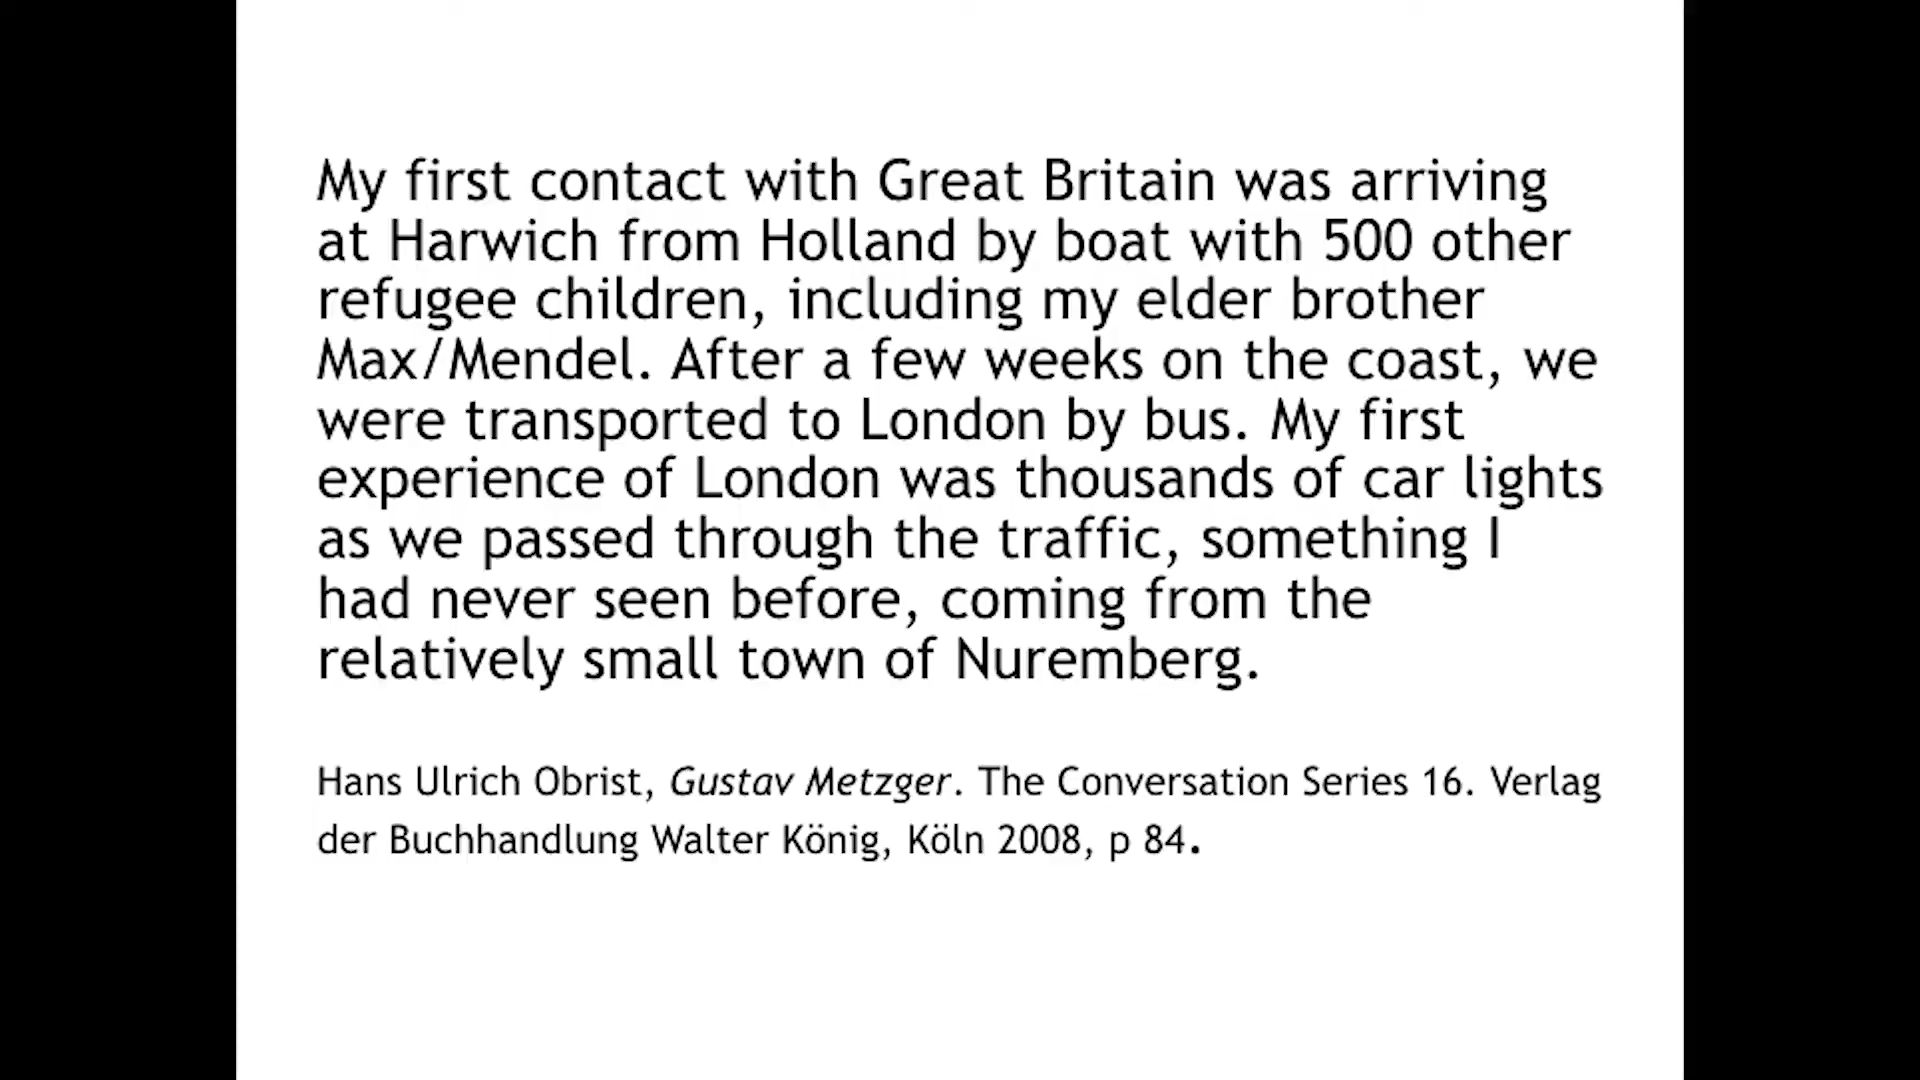 My first contact with Great Britain was arriving
at Harwich from Holland by boat with 500 other
refugee children, including my elder brother
Max/Mendel. After a few weeks on the coast, we
were transported to London by bus. My first
experience of London was thousands of car lights
as we passed through the traffic, something I
had never seen before, coming from the
relatively small town of Nuremberg.
Hans Ulrich Obrist, Gustav Metzger. The Conversation Series 16. Verlag
der Buchhandlung Walter König, Köln 2008, p 84.